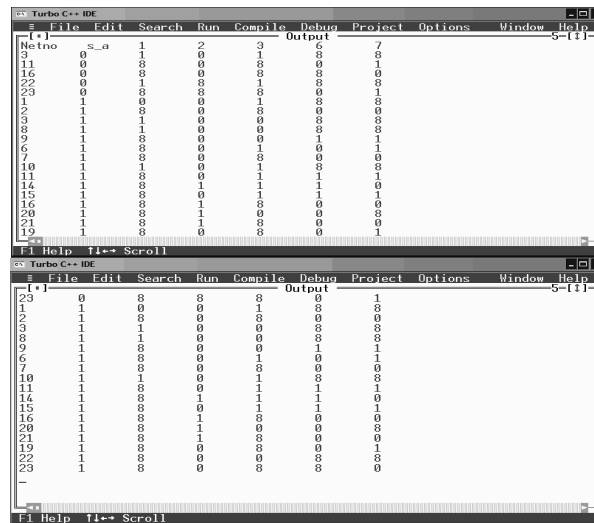 Turbo C++ IDE
≡ File Edit Search Run Compile Debug Project Options Window Help
[▪] Output 5-[↕]
Netno s_a 1 2 3 6 7
3 0 1 0 1 8 8
11 0 8 0 8 0 1
16 0 8 0 8 8 0
22 0 1 0 1 8 8
23 0 8 8 8 0 1
1 1 0 0 1 8 8
2 1 8 0 8 0 0
3 1 1 0 0 8 8
8 1 1 0 0 8 8
9 1 8 0 0 1 1
6 1 8 0 1 0 1
7 1 8 0 8 0 0
10 1 1 0 1 8 8
11 1 8 0 1 1 1
14 1 8 1 1 1 0
15 1 8 0 1 1 8
16 1 8 1 8 0 0
20 1 8 1 0 0 8
21 1 8 1 8 0 0
19 1 8 0 8 0 1
F1 Help ↑↓←→ Scroll
Turbo C++ IDE
≡ File Edit Search Run Compile Debug Project Options Window Help
[▪] Output 5-[↕]
23 0 8 8 8 0 1
1 1 0 0 1 8 8
2 1 8 0 8 0 0
3 1 1 0 0 8 8
8 1 1 0 0 8 8
9 1 8 0 0 1 1
6 1 8 0 1 0 1
7 1 8 0 8 0 0
10 1 1 0 1 8 8
11 1 8 0 1 1 1
14 1 8 1 1 1 0
15 1 8 0 1 1 8
16 1 8 1 8 0 0
20 1 8 1 0 0 8
21 1 8 1 8 0 0
19 1 8 0 8 0 1
22 1 8 0 0 8 8
23 1 8 0 8 8 0
F1 Help ↑↓←→ Scroll